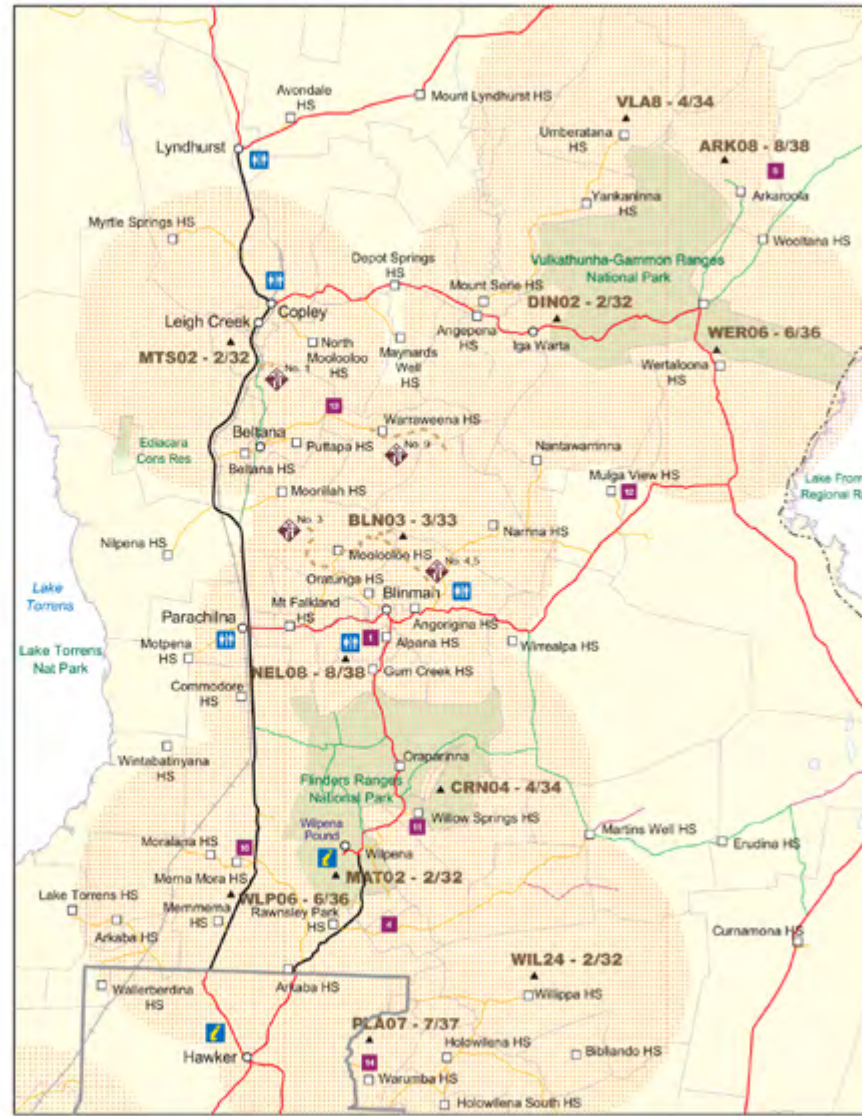 Avondale
HS
Mount Lyndhurst HS
VLA8 - 4/34
Umberatana
HS
Lyndhurst
ARK08 - 8/38
Arkaroola
Yankaninna
HS
Myrtle Springs HS
Wooltana HS
Depot Springs
HS
Vulkathunha-Gammon Ranges
National Park
Mount Serle HS
DIN02 - 2/32
Copley
Leigh Creek
Angepena
HS
Iga Warta
North
Moolooloo
HS
Maynards
Well
HS
WER06 - 6/36
MTS02 - 2/32
Wertaloona
HS
No. 1
13
Warraweena HS
Beltana
Puttapa HS
No. 9
Ediacara
Cons Res
Beltana HS
Nantawarrinna
Mulga View HS
12
Lake From
Regional R
Moorillah HS
No. 3
BLN03 - 3/33
Narrina HS
Nilpena HS
Moolooloo HS
No. 4,5
Oratunga HS
Lake
Torrens
Blinman
Mt Falkland
HS
Angorigina HS
Parachilna
1
Alpana HS
Wirrealpa HS
Lake Torrens
Nat Park
Motpena
HS
NEL08 - 8/38
Gum Creek HS
Commodore
HS
Wintabatinyana
HS
Oraparinna
Flinders Ranges
National Park
CRN04 - 4/34
Willow Springs HS
11
Wilpena
Pound
Martins Well HS
Erudina HS
Moralana HS
10
Wilpena
Merna Mora HS
MAT02 - 2/32
WLP06 - 6/36
Lake Torrens HS
Mernmerna
HS
Rawnsley Park
HS
4
Arkaba HS
Curnamona HS
Arkaba HS
WIL24 - 2/32
Wallerberdina
HS
Willippa HS
PLA07 - 7/37
Hawker
Holowilena HS
Bibliando HS
14
Warumba HS
Holowilena South HS